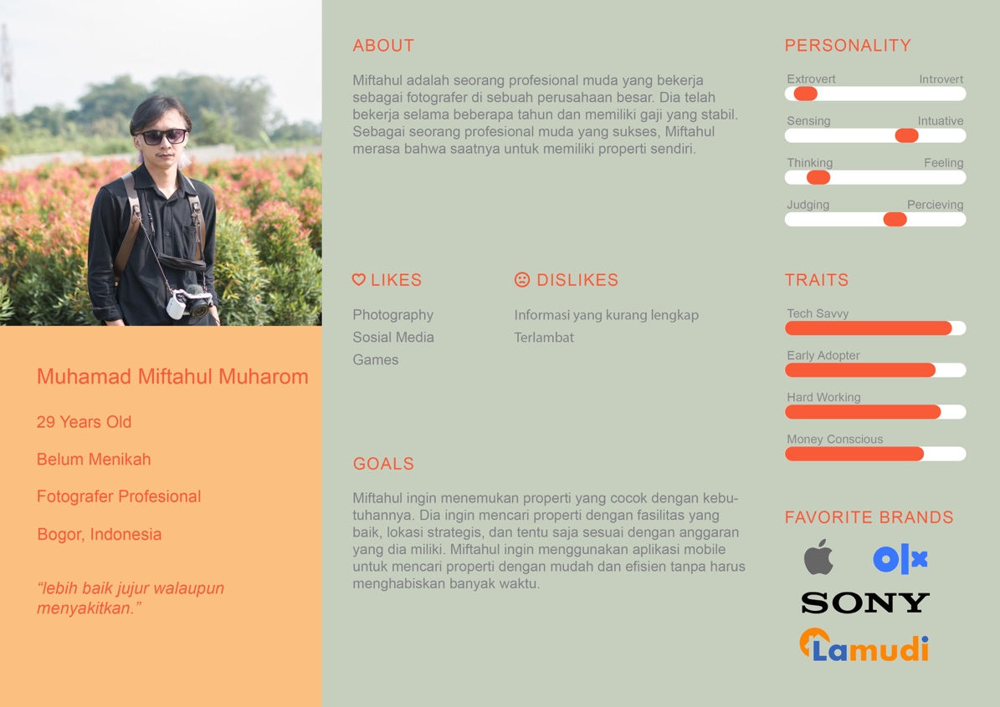 Muhamad Miftahul Muharom
29 Years Old
Belum Menikah
Fotografer Profesional
Bogor, Indonesia
“lebih baik jujur walaupun
menyakitkan.”
ABOUT
Miftahul adalah seorang profesional muda yang bekerja
sebagai fotografer di sebuah perusahaan besar. Dia telah
bekerja selama beberapa tahun dan memiliki gaji yang stabil.
Sebagai seorang profesional muda yang sukses, Miftahul
merasa bahwa saatnya untuk memiliki properti sendiri.
LIKES
Photography
Sosial Media
Games
DISLIKES
Informasi yang kurang lengkap
Terlambat
GOALS
Miftahul ingin menemukan properti yang cocok dengan kebu-
tuhannya. Dia ingin mencari properti dengan fasilitas yang
baik, lokasi strategis, dan tentu saja sesuai dengan anggaran
yang dia miliki. Miftahul ingin menggunakan aplikasi mobile
untuk mencari properti dengan mudah dan efisien tanpa harus
menghabiskan banyak waktu.
PERSONALITY
Extrovert Introvert
Sensing Intuative
Thinking Feeling
Judging Percieving
TRAITS
Tech Savvy
Early Adopter
Hard Working
Money Conscious
FAVORITE BRANDS
olx
SONY
Lamudi